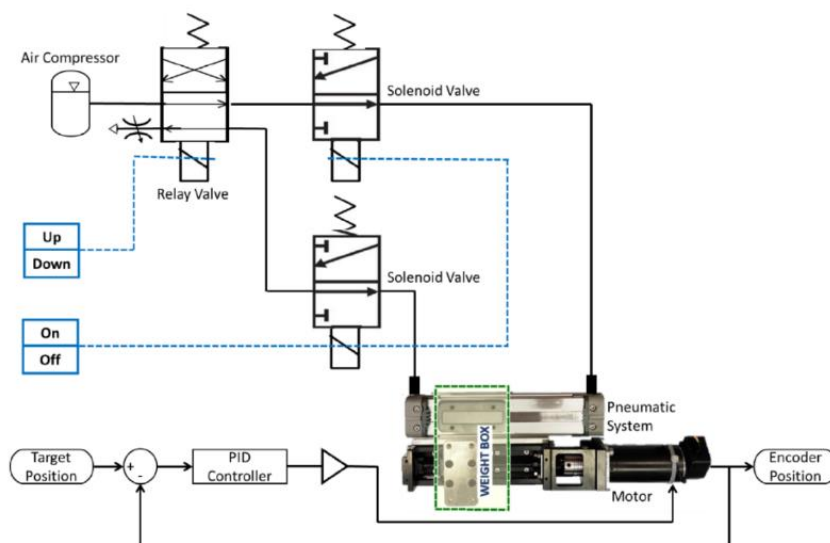 Air Compressor
Solenoid Valve
Relay Valve
Up
Down
Solenoid Valve
On
Off
Pneumatic
System
WEIGHT BOX
Target
Position
+
-
PID
Controller
Motor
Encoder
Position